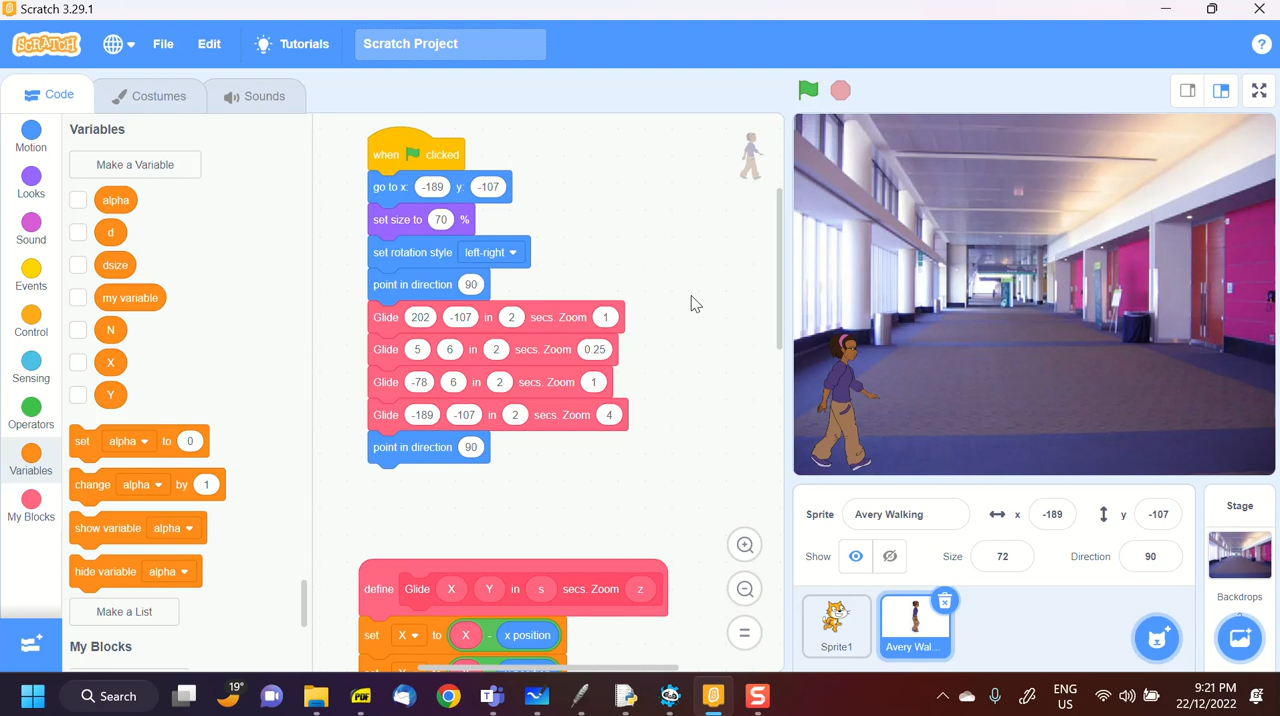 Scratch 3.29.1
SCRATCH File Edit Tutorials Scratch Project ?
Code Costumes Sounds
Motion
Looks
Sound
Events
Control
Sensing
Operators
Variables
My Blocks
Variables
Make a Variable
alpha
d
dsize
my variable
N
X
Y
set alpha to 0
change alpha by 1
show variable alpha
hide variable alpha
Make a List
My Blocks
when clicked
go to x: -189 y: -107
set size to 70 %
set rotation style left-right
point in direction 90
Glide 202 -107 in 2 secs. Zoom 1
Glide 5 6 in 2 secs. Zoom 0.25
Glide -78 6 in 2 secs. Zoom 1
Glide -189 -107 in 2 secs. Zoom 4
point in direction 90
define Glide X Y in s secs. Zoom z
set X to X - x position
Sprite Avery Walking x -189 y -107
Show Size 72 Direction 90
Sprite1
Avery Wal...
Stage
Backdrops
Search
19°
PDF
ENG
US
9:21 PM
22/12/2022